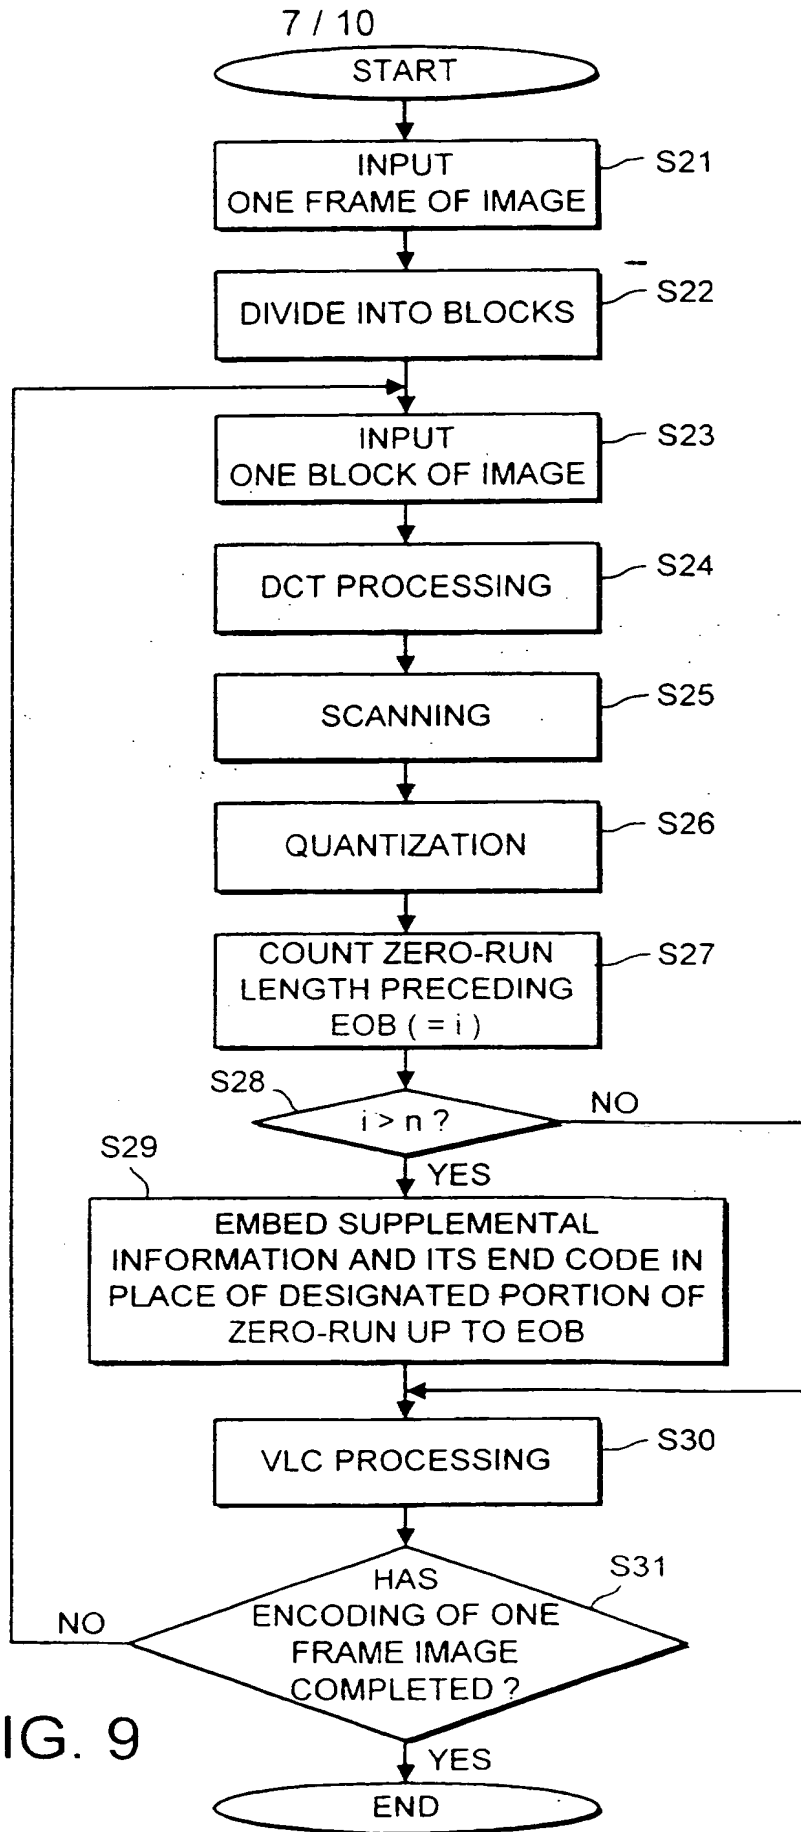 7 / 10
START
INPUT
ONE FRAME OF IMAGE
S21
DIVIDE INTO BLOCKS
S22
INPUT
ONE BLOCK OF IMAGE
S23
DCT PROCESSING
S24
SCANNING
S25
QUANTIZATION
S26
COUNT ZERO-RUN
LENGTH PRECEDING
EOB ( = i )
S27
S28
i > n ?
NO
S29
YES
EMBED SUPPLEMENTAL
INFORMATION AND ITS END CODE IN
PLACE OF DESIGNATED PORTION OF
ZERO-RUN UP TO EOB
VLC PROCESSING
S30
HAS
ENCODING OF ONE
FRAME IMAGE
COMPLETED ?
S31
NO
IG. 9
YES
END